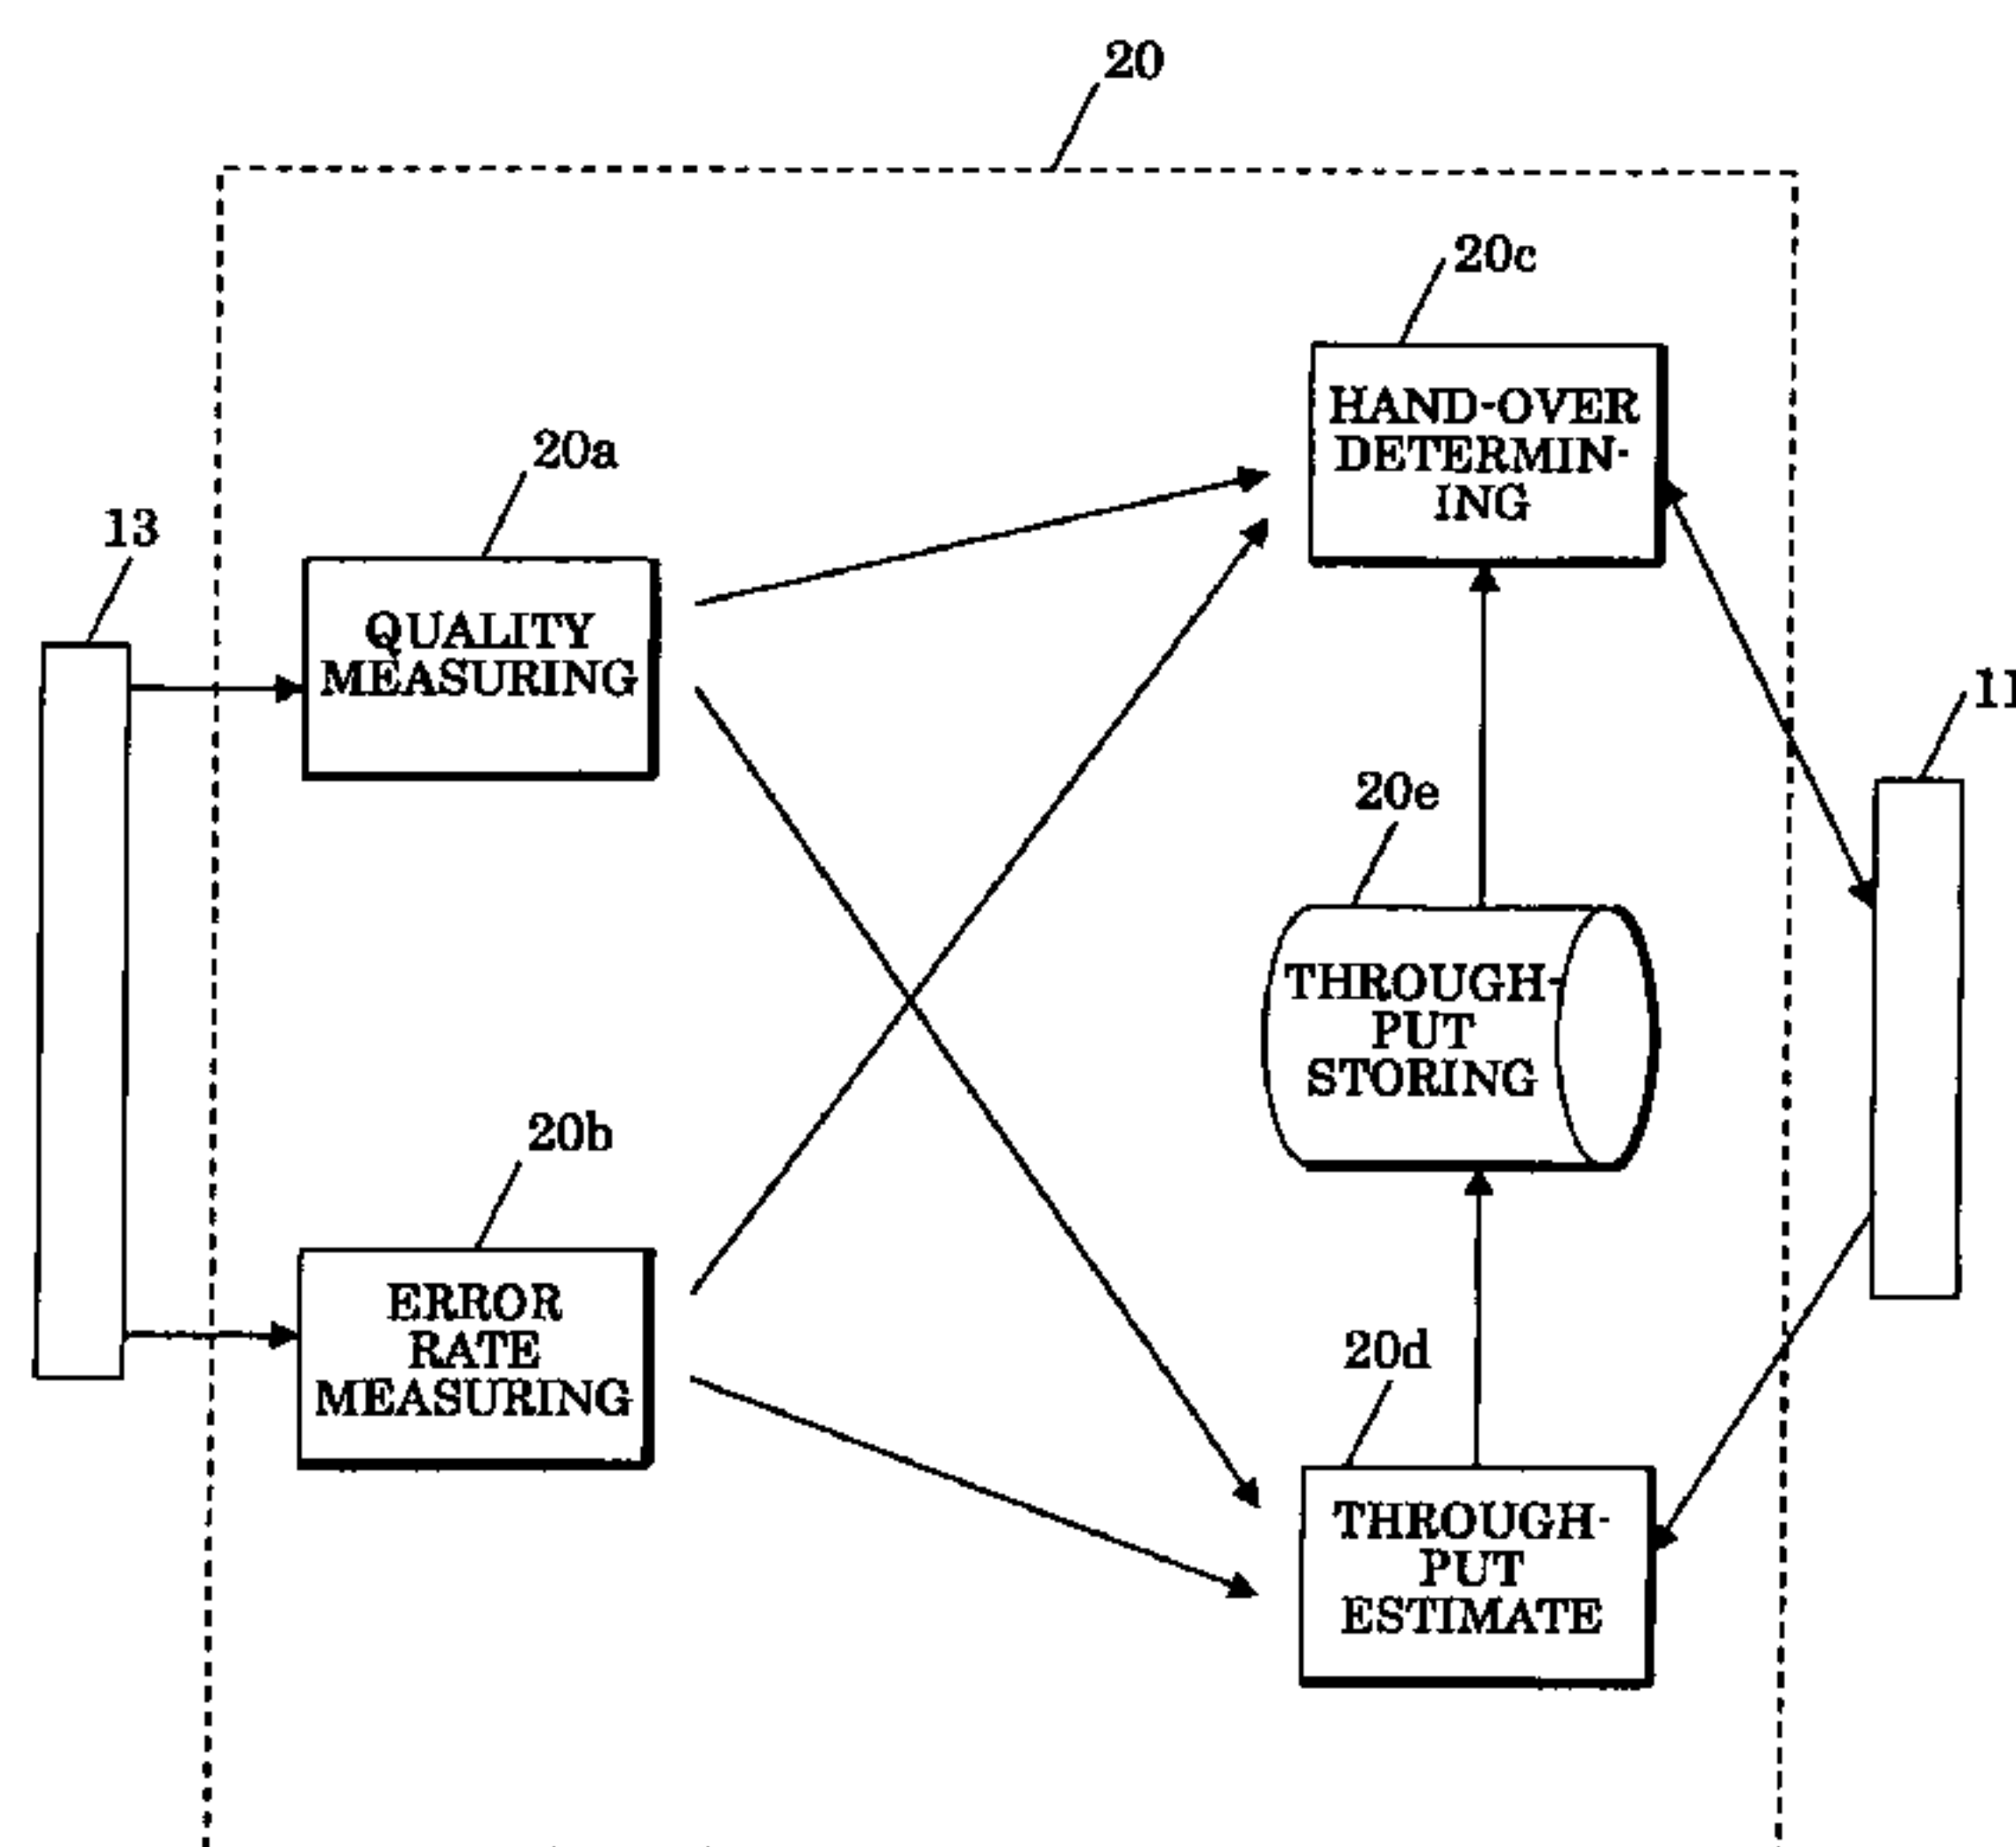 20
20c
HAND-OVER
DETERMIN-
ING
20a
13
QUALITY
MEASURING
11
20e
THROUGH-
PUT
STORING
20b
ERROR
RATE
MEASURING
20d
THROUGH-
PUT
ESTIMATE